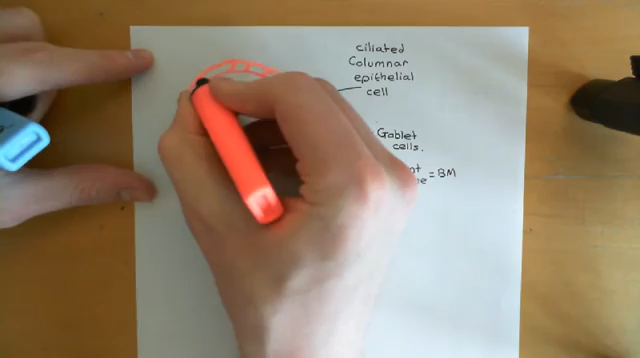 ciliated
Columnar
epithelial
cell
Goblet
cells.
= BM